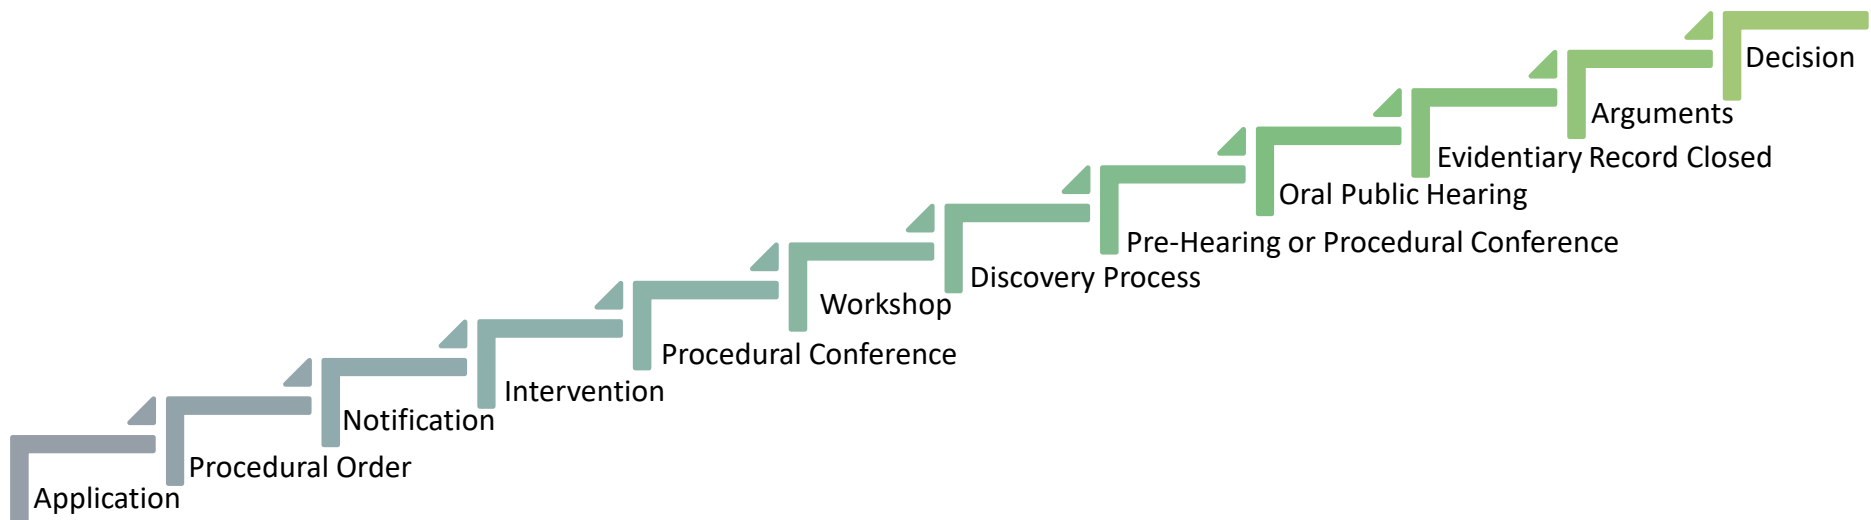 Application
Procedural Order
Notification
Intervention
Procedural Conference
Workshop
Discovery Process
Pre-Hearing or Procedural Conference
Oral Public Hearing
Evidentiary Record Closed
Arguments
Decision